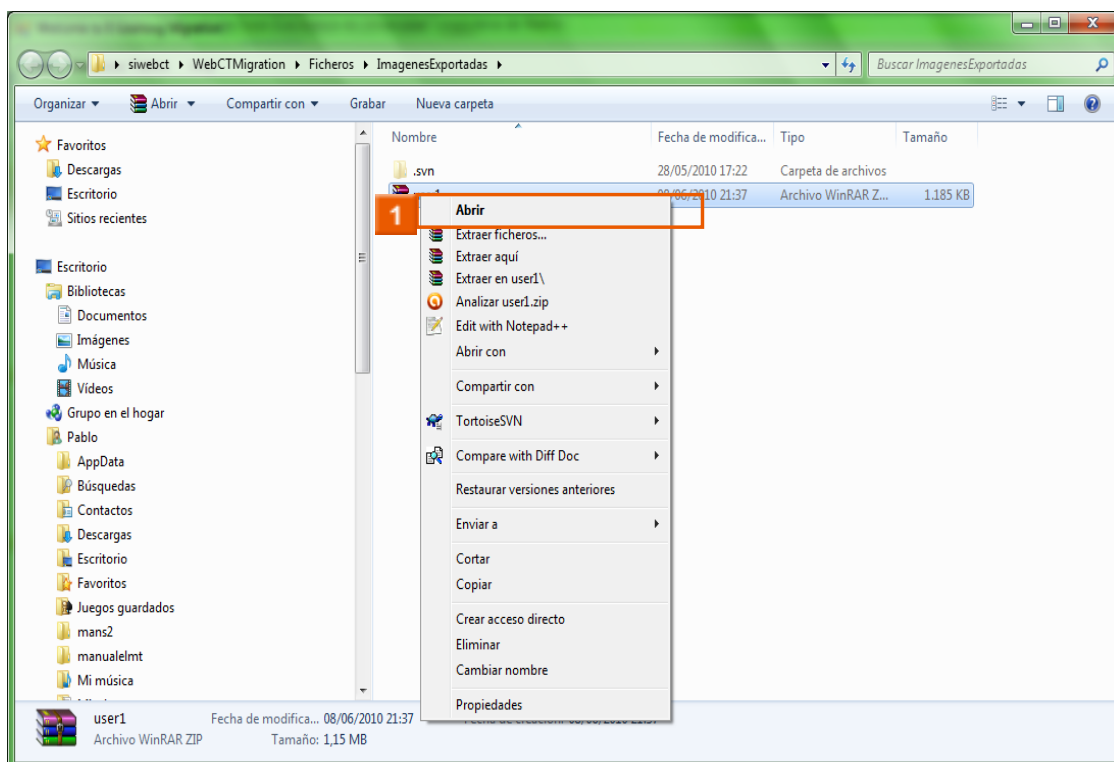 siwebct ▸ WebCTMigration ▸ Ficheros ▸ ImagenesExportadas ▸
Buscar ImagenesExportadas
Organizar
Abrir
Compartir con
Grabar
Nueva carpeta
Nombre
Fecha de modifica...
Tipo
Tamaño
.svn
28/05/2010 17:22
Carpeta de archivos
08/06/2010 21:37
Archivo WinRAR Z...
1.185 KB
Favoritos
Descargas
Escritorio
Sitios recientes
Escritorio
Bibliotecas
Documentos
Imágenes
Música
Vídeos
Grupo en el hogar
Pablo
AppData
Búsquedas
Contactos
Descargas
Escritorio
Favoritos
Juegos guardados
mans2
manualelmt
Mi música
1
Abrir
Extraer ficheros...
Extraer aquí
Extraer en user1\
Analizar user1.zip
Edit with Notepad++
Abrir con
Compartir con
TortoiseSVN
Compare with Diff Doc
Restaurar versiones anteriores
Enviar a
Cortar
Copiar
Crear acceso directo
Eliminar
Cambiar nombre
Propiedades
user1
Fecha de modifica... 08/06/2010 21:37
Archivo WinRAR ZIP
Tamaño: 1,15 MB